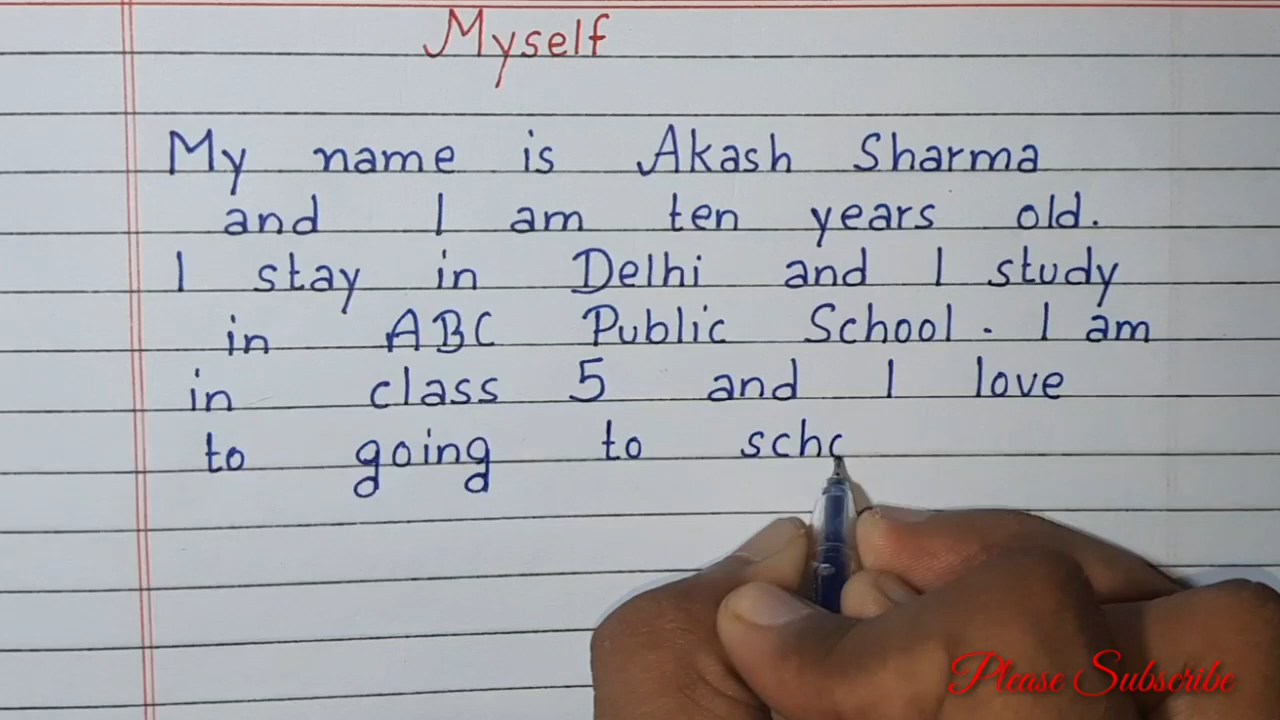 Myself
My name is Akash Sharma
and I am ten years old.
I stay in Delhi and I study
in ABC Public School. I am
in class 5 and I love
to going to scho
Please Subscribe